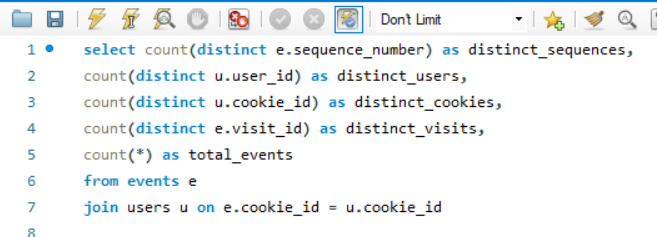 Don't Limit
1 select count(distinct e.sequence_number) as distinct_sequences,
2 count(distinct u.user_id) as distinct_users,
3 count(distinct u.cookie_id) as distinct_cookies,
4 count(distinct e.visit_id) as distinct_visits,
5 count(*) as total_events
6 from events e
7 join users u on e.cookie_id = u.cookie_id
8